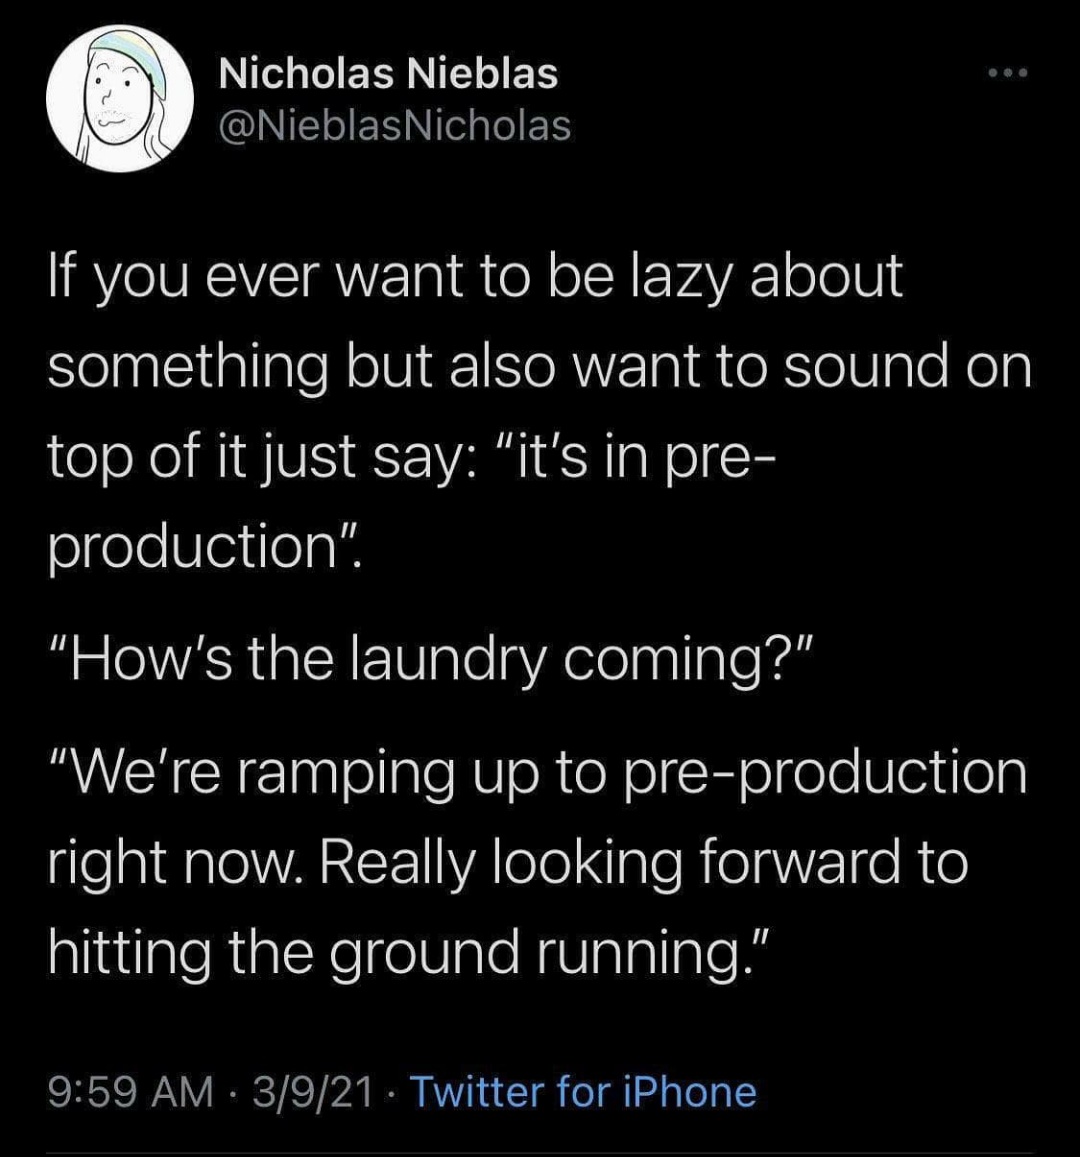 Nicholas Nieblas
@NieblasNicholas
If you ever want to be lazy about
something but also want to sound on
top of it just say: “it’s in pre-
production”.
“How’s the laundry coming?”
“We’re ramping up to pre-production
right now. Really looking forward to
hitting the ground running.”
9:59 AM · 3/9/21 · Twitter for iPhone